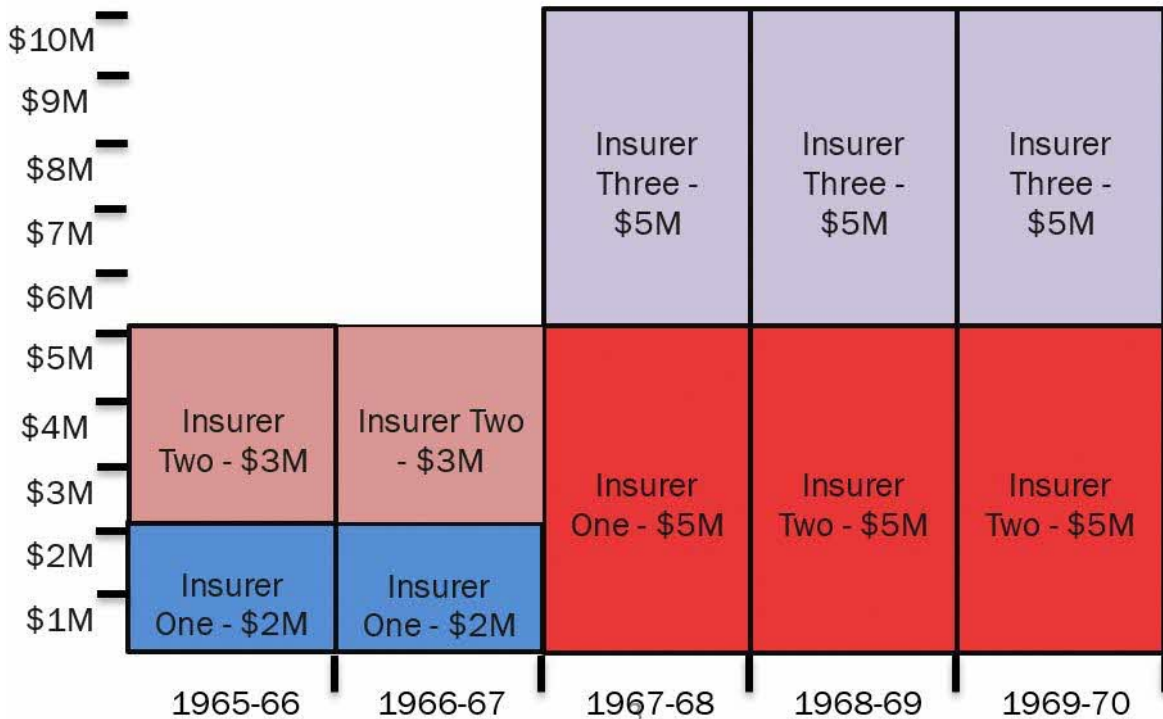 $10M
$9M
$8M
$7M
$6M
$5M
$4M
$3M
$2M
$1M
Insurer
Three -
$5M
Insurer
Three -
$5M
Insurer
Three -
$5M
Insurer
Two - $3M
Insurer Two
- $3M
Insurer
One - $5M
Insurer
Two - $5M
Insurer
Two - $5M
Insurer
One - $2M
Insurer
One - $2M
1965-66
1966-67
1967-68
1968-69
1969-70